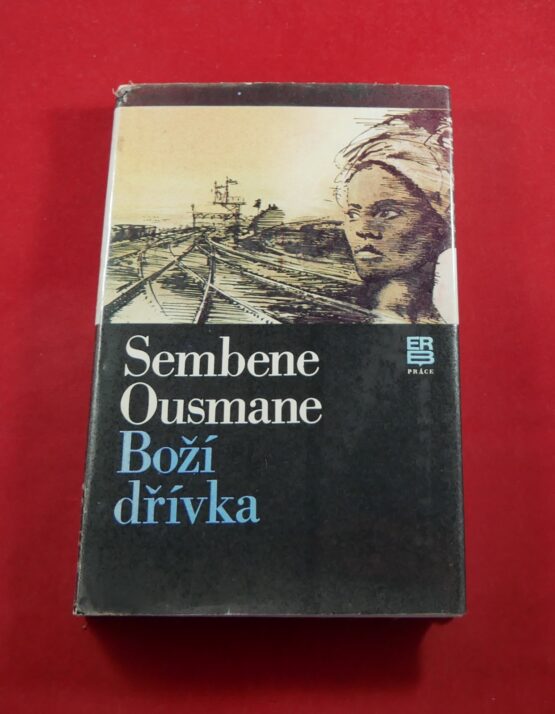 Sembene
Ousmane
Boží
dřívka
ER
B
PRÁCE